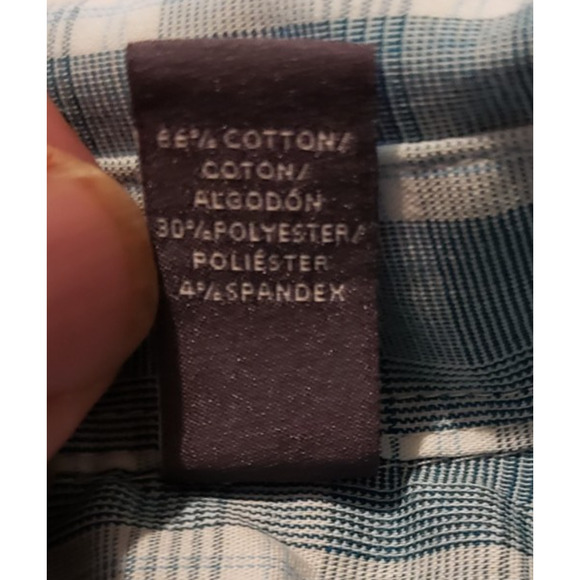 66% COTTON/
COTON/
ALGODÓN
30% POLYESTER/
POLIÉSTER
4% SPANDEX